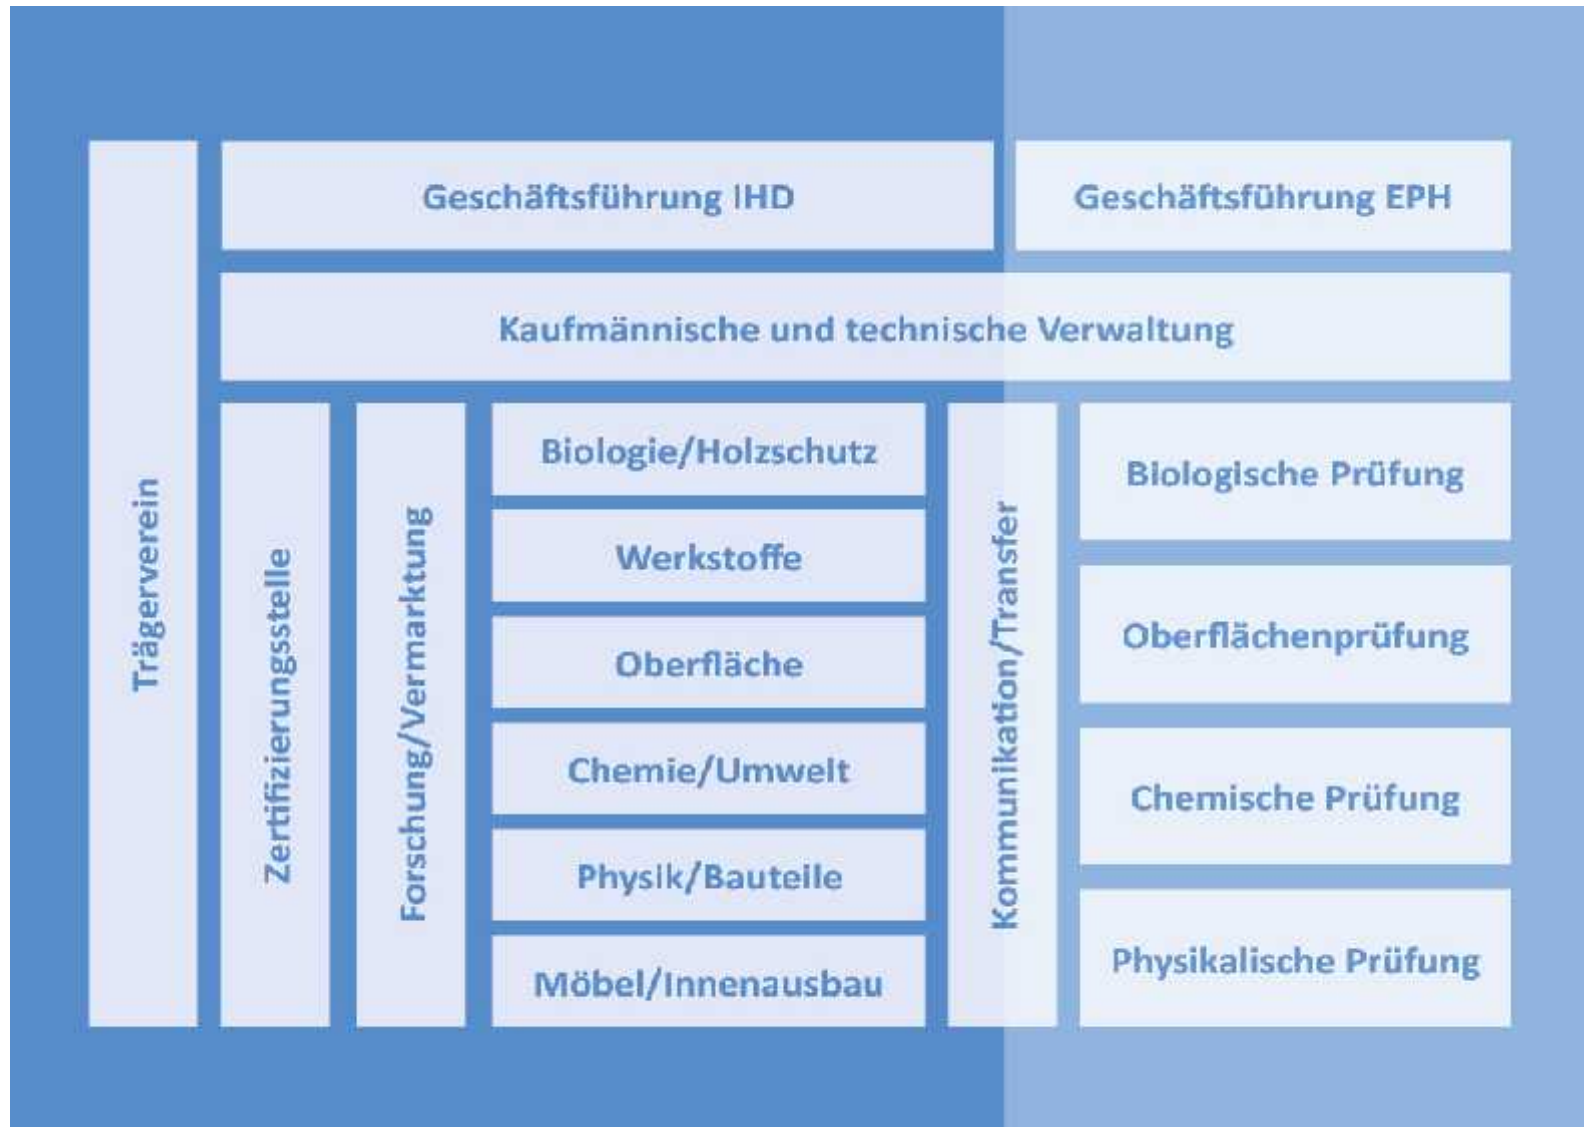 Trägerverein
Geschäftsführung IHD
Geschäftsführung EPH
Kaufmännische und technische Verwaltung
Zertifizierungsstelle
Forschung/Vermarktung
Biologie/Holzschutz
Werkstoffe
Oberfläche
Chemie/Umwelt
Physik/Bauteile
Möbel/Innenausbau
Kommunikation/Transfer
Biologische Prüfung
Oberflächenprüfung
Chemische Prüfung
Physikalische Prüfung